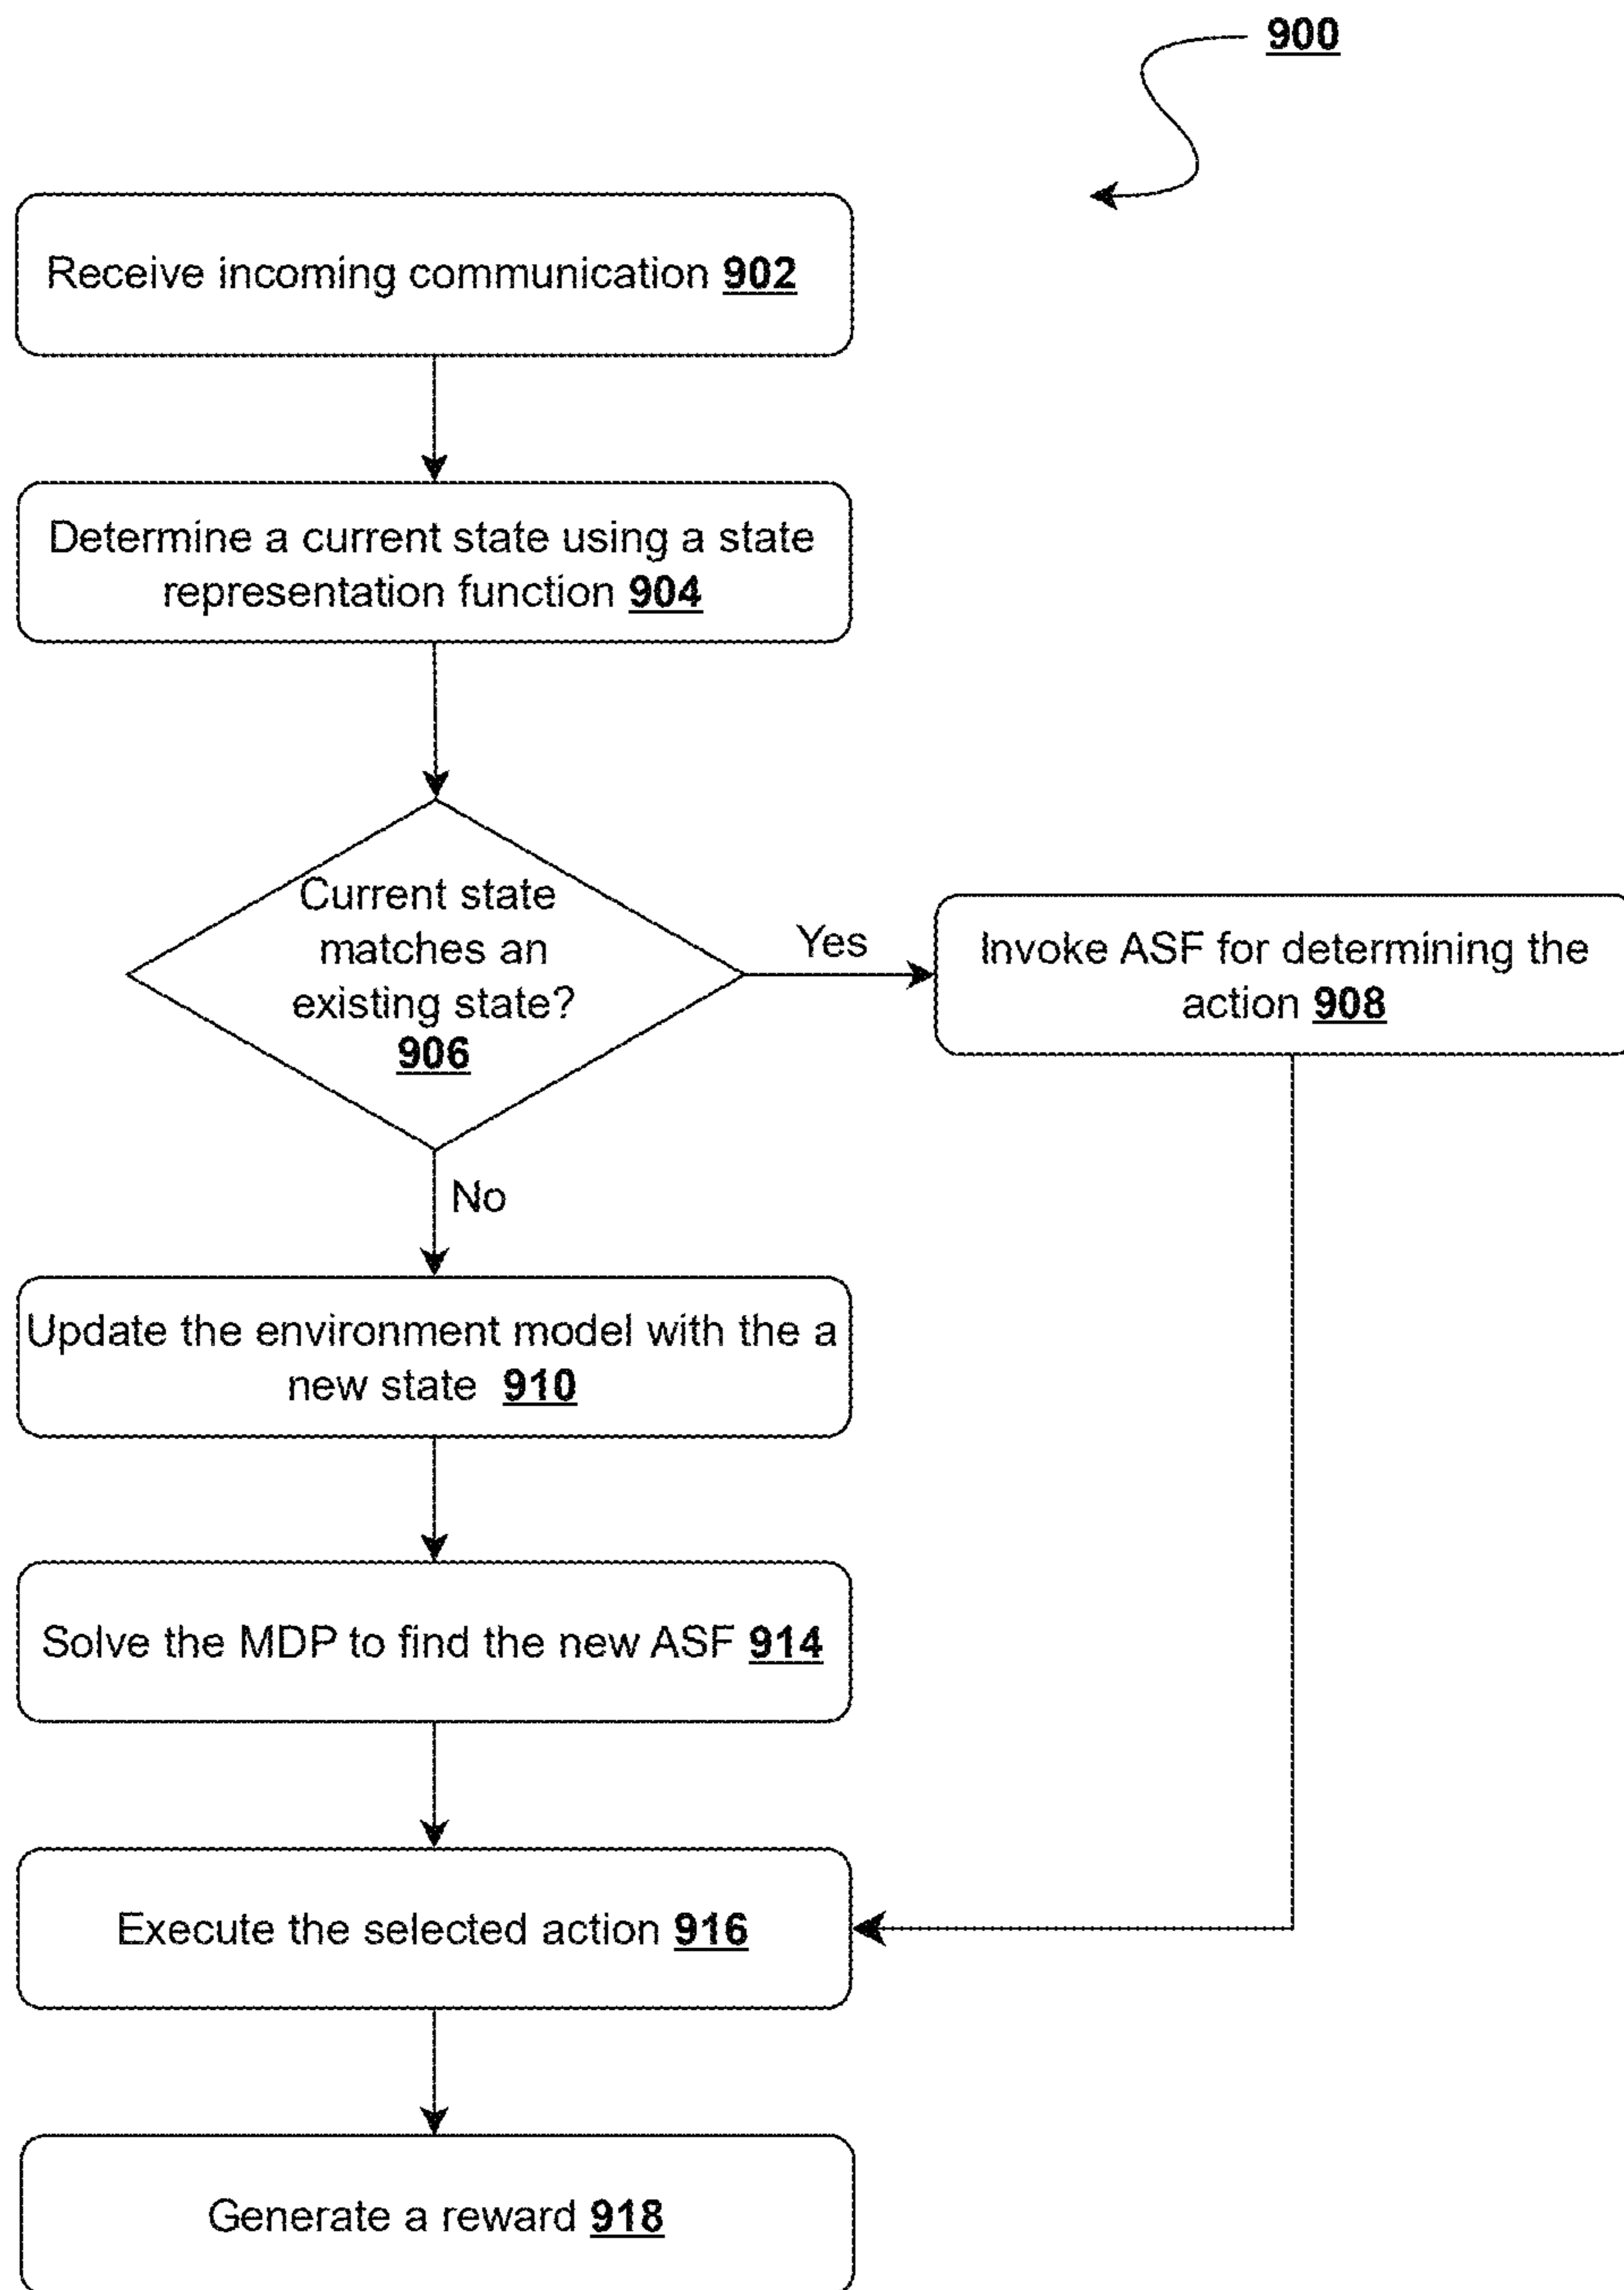 900
Receive incoming communication 902
Determine a current state using a state
representation function 904
Current state
matches an
existing state?
906
Yes
Invoke ASF for determining the
action 908
No
Update the environment model with the a
new state 910
Solve the MDP to find the new ASF 914
Execute the selected action 916
Generate a reward 918